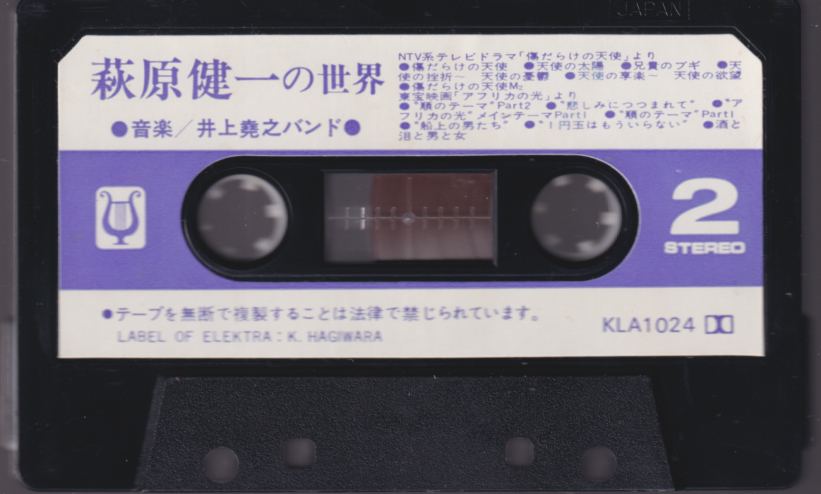 JAPAN
萩原健一の世界
●音楽／井上堯之バンド●
NTV系テレビドラマ「傷だらけの天使」より
●傷だらけの天使 ●天使の太陽 ●兄貴のブギ ●天
使の挫折～ 天使の憂鬱 ●天使の享楽～ 天使の欲望
●傷だらけの天使M₂
東宝映画「アフリカの光」より
●"順のテーマ"Part2 ●"悲しみにつつまれて" ●"ア
フリカの光"メインテーマPart1 ●"順のテーマ"Part1
●"船上の男たち" ●"1円玉はもういらない" ●酒と
泪と男と女
2
STEREO
●テープを無断で複製することは法律で禁じられています。
LABEL OF ELEKTRA : K. HAGIWARA
KLA1024